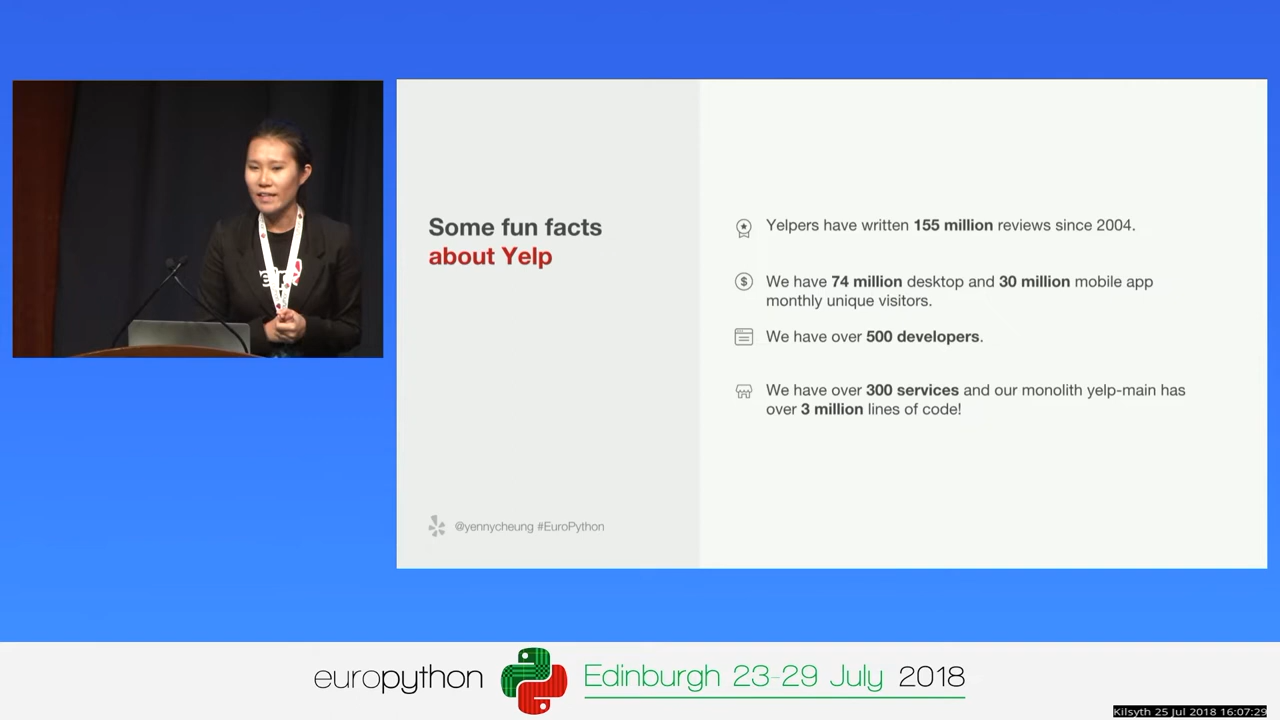 Some fun facts
about Yelp
Yelpers have written 155 million reviews since 2004.
We have 74 million desktop and 30 million mobile app
monthly unique visitors.
We have over 500 developers.
We have over 300 services and our monolith yelp-main has
over 3 million lines of code!
@yennycheung #EuroPython
europython
Edinburgh 23-29 July 2018
Kilsyth 25 Jul 2018 16:07:29